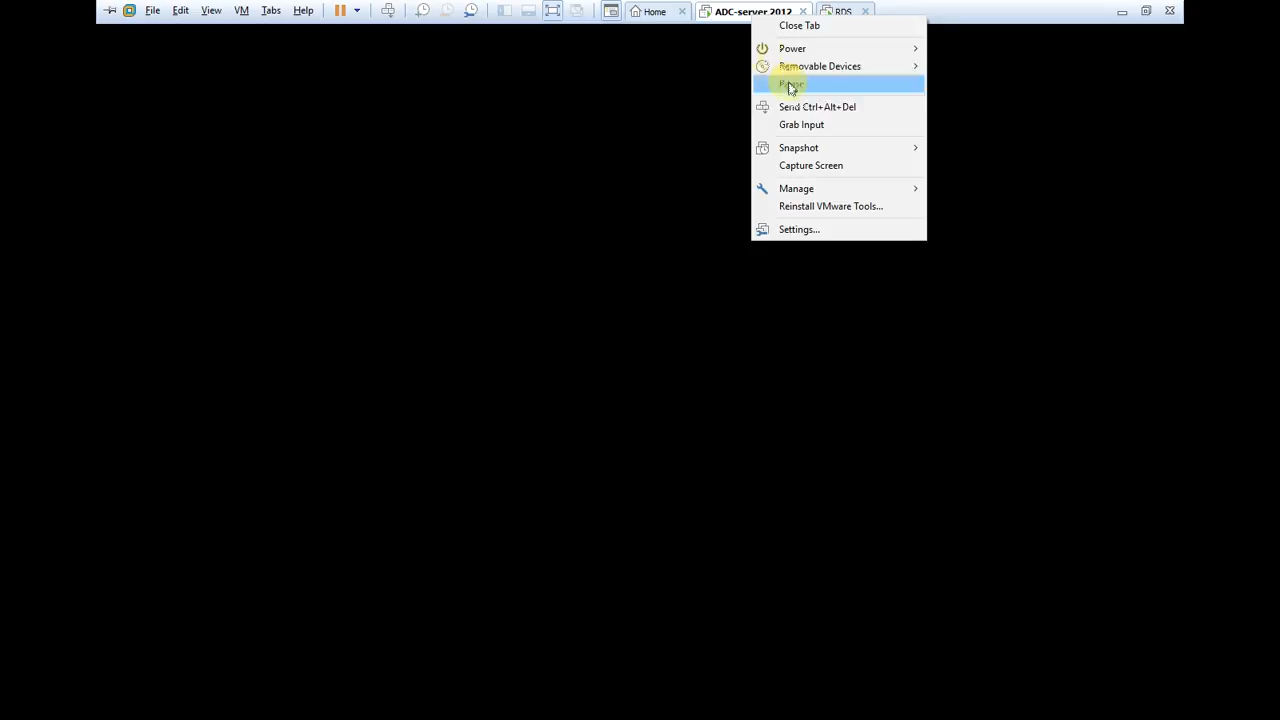 File Edit View VM Tabs Help Home ADC-server 2012 RDS
Close Tab
Power
Removable Devices
Pause
Send Ctrl+Alt+Del
Grab Input
Snapshot
Capture Screen
Manage
Reinstall VMware Tools...
Settings...